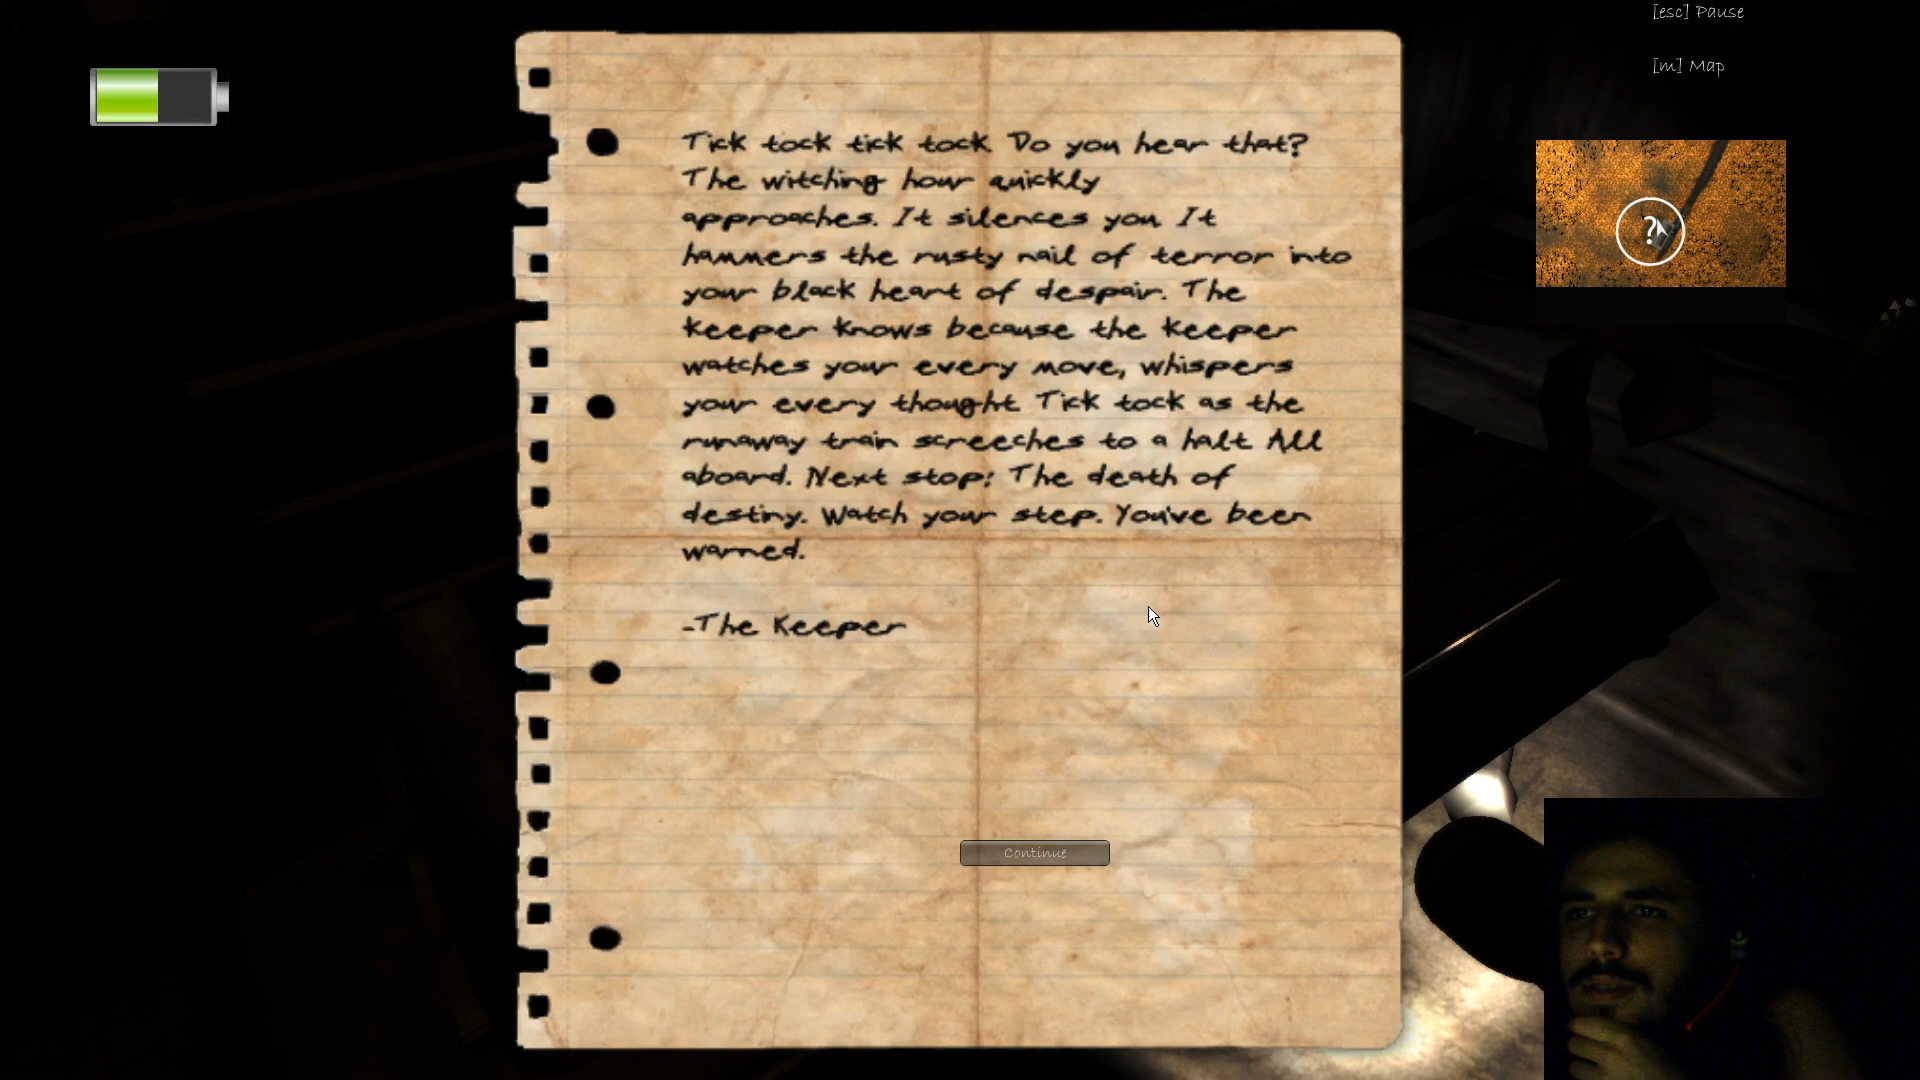 [esc] Pause
[m] Map
?
Tick tock tick tock. Do you hear that?
The witching hour quickly
approaches. It silences you. It
hammers the rusty nail of terror into
your black heart of despair. The
Keeper knows because the Keeper
watches your every move, whispers
your every thought. Tick tock as the
runaway train screeches to a halt. All
aboard. Next stop: The death of
destiny. Watch your step. You've been
warned.
-The Keeper
Continue